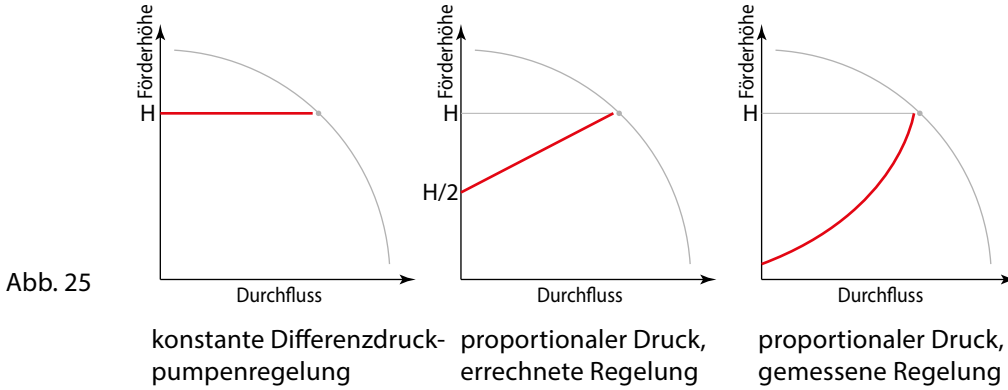 Förderhöhe
H
Durchfluss
konstante Differenzdruck-
pumpenregelung
Förderhöhe
H
H/2
Durchfluss
proportionaler Druck,
errechnete Regelung
Förderhöhe
H
Durchfluss
proportionaler Druck,
gemessene Regelung
Abb. 25